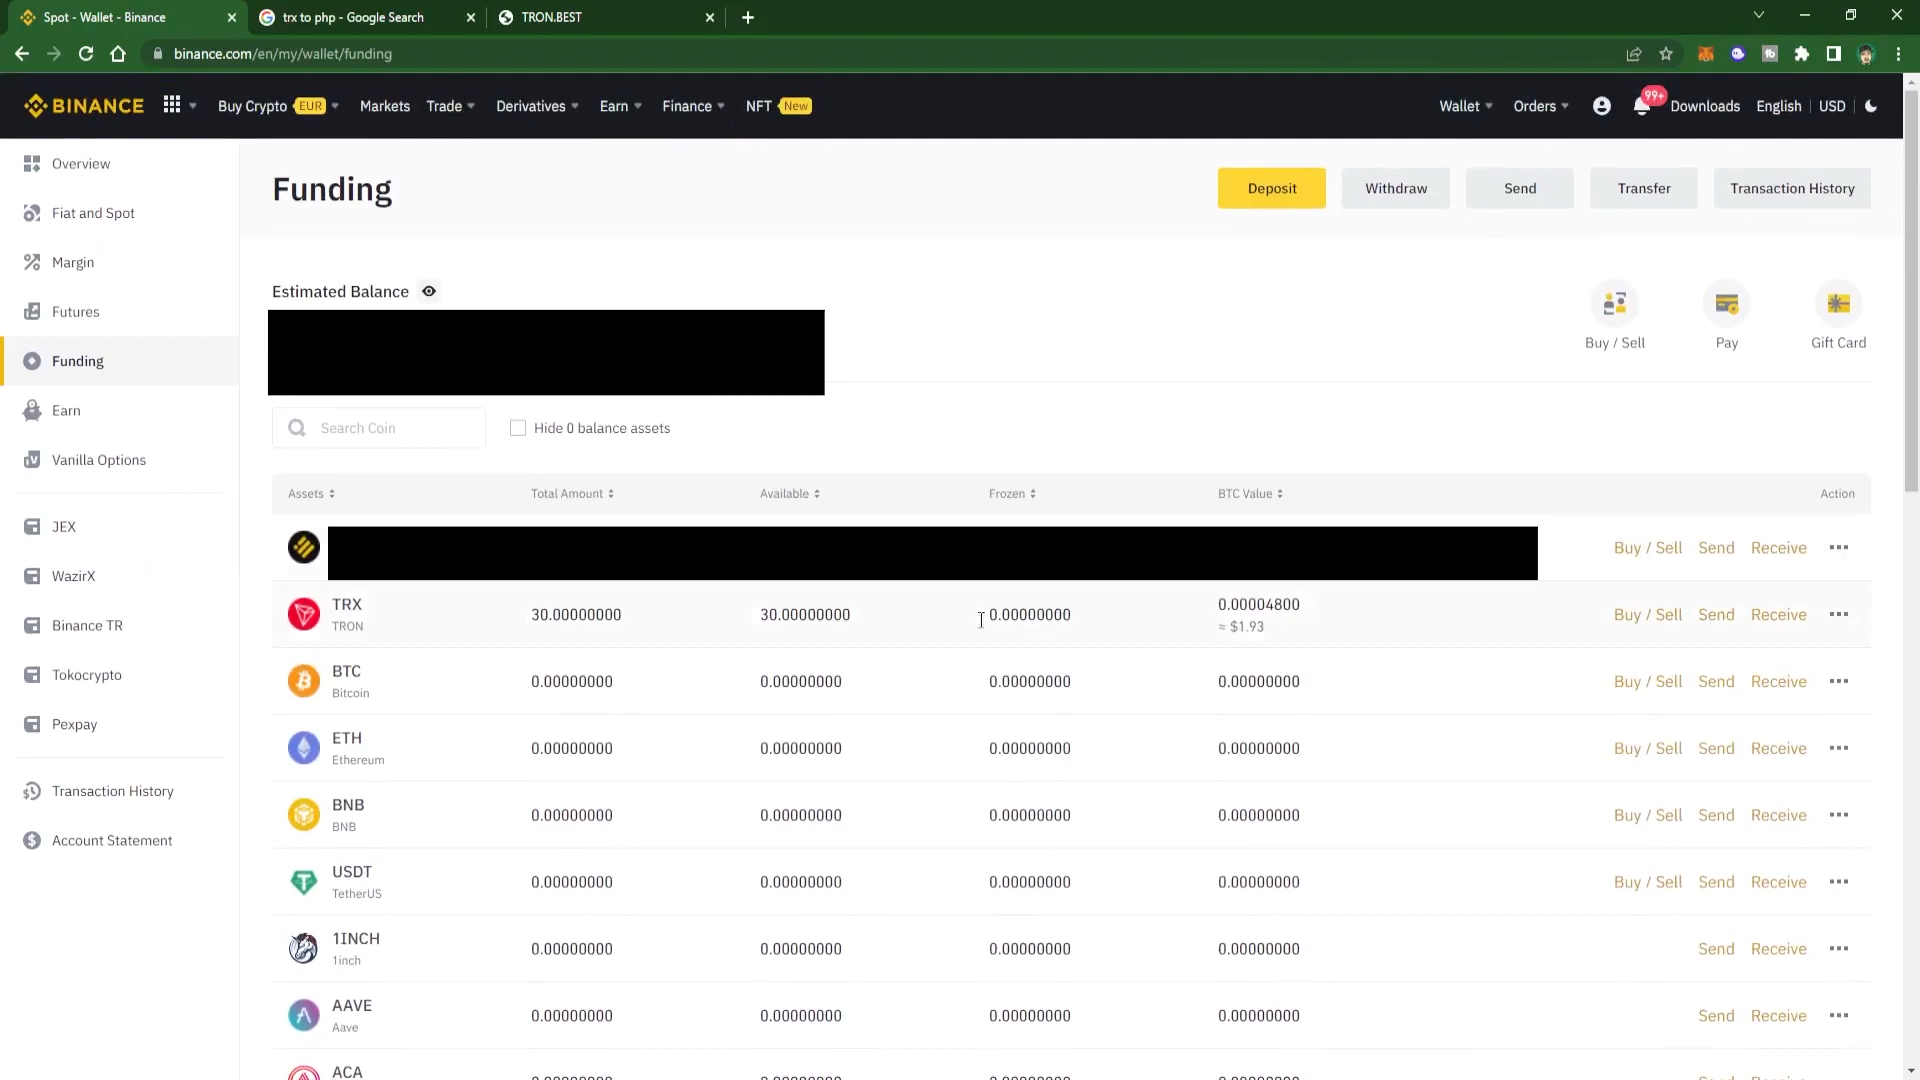 Spot - Wallet - Binance
trx to php - Google Search
TRON.BEST
binance.com/en/my/wallet/funding
BINANCE
Buy Crypto EUR
Markets
Trade
Derivatives
Earn
Finance
NFT New
Wallet
Orders
99+
Downloads
English
USD
Overview
Fiat and Spot
Margin
Futures
Funding
Earn
Vanilla Options
JEX
WazirX
Binance TR
Tokocrypto
Pexpay
Transaction History
Account Statement
Funding
Deposit
Withdraw
Send
Transfer
Transaction History
Estimated Balance
Buy / Sell
Pay
Gift Card
Search Coin
Hide 0 balance assets
Assets Total Amount Available Frozen BTC Value Action
Buy / Sell Send Receive
TRX 30.00000000 30.00000000 0.00000000 0.00004800 Buy / Sell Send Receive
TRON ≈ $1.93
BTC 0.00000000 0.00000000 0.00000000 0.00000000 Buy / Sell Send Receive
Bitcoin
ETH 0.00000000 0.00000000 0.00000000 0.00000000 Buy / Sell Send Receive
Ethereum
BNB 0.00000000 0.00000000 0.00000000 0.00000000 Buy / Sell Send Receive
BNB
USDT 0.00000000 0.00000000 0.00000000 0.00000000 Buy / Sell Send Receive
TetherUS
1INCH 0.00000000 0.00000000 0.00000000 0.00000000 Send Receive
1inch
AAVE 0.00000000 0.00000000 0.00000000 0.00000000 Send Receive
Aave
ACA